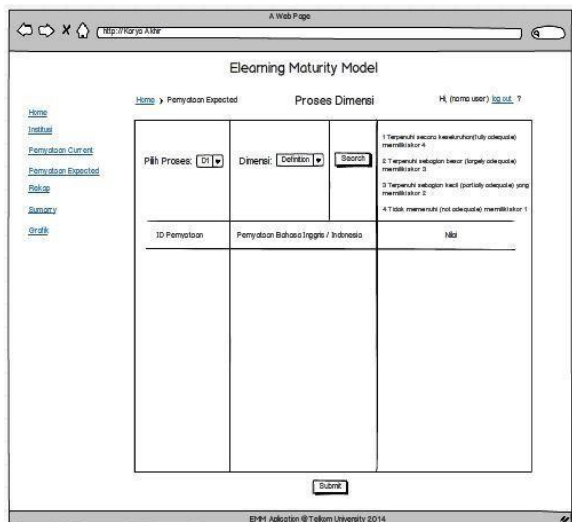 A Web Page
http://Karya Akhir
Elearning Maturity Model
Home > Pernyataan Expected
Proses Dimensi
Hi, (nama user) log out ?
Home
Institusi
Pernyataan Current
Pernyataan Expected
Rekap
Sumarry
Grafik
Pilih Proses: D1
Dimensi: Definition
Search
1 Terpenuhi secara keseluruhan(fully adequate)
memiliki skor 4
2 Terpenuhi sebagian besar (largely adequate)
memiliki skor 3
3 Terpenuhi sebagian kecil (partially adequate) yang
memiliki skor 2
4 Tidak memenuhi (not adequate) memiliki skor 1
ID Pernyataan
Pernyataan Bahasa Inggris / Indonesia
Nilai
Submit
EMM Aplication @ Telkom University 2014